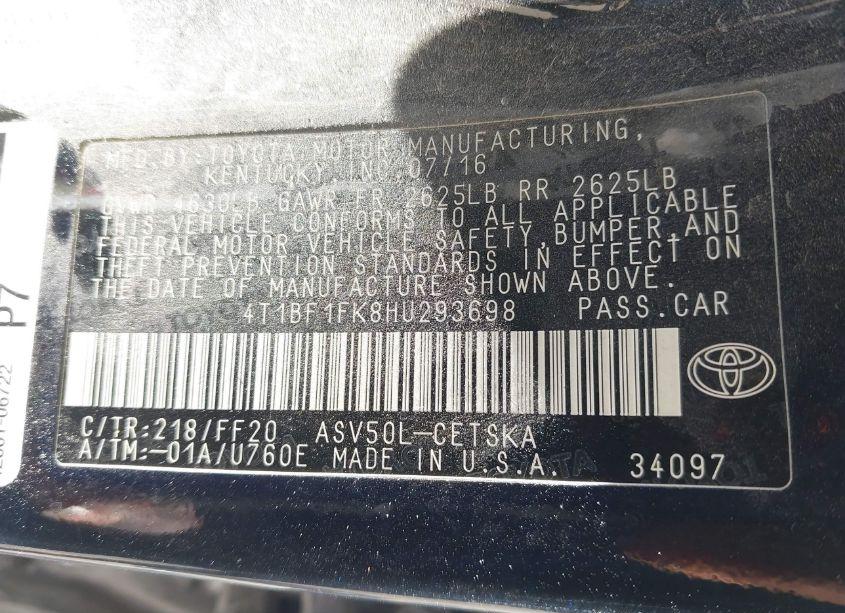 MFD.BY:TOYOTA MOTOR MANUFACTURING,
KENTUCKY,INC. 07/16
GVWR 4630LB GAWR FR 2625LB RR 2625LB
THIS VEHICLE CONFORMS TO ALL APPLICABLE
FEDERAL MOTOR VEHICLE SAFETY,BUMPER,AND
THEFT PREVENTION STANDARDS IN EFFECT ON
THE DATE OF MANUFACTURE SHOWN ABOVE.
4T1BF1FK8HU293698 PASS.CAR
C/TR:218/FF20 ASV50L-CETSKA
A/TM:-01A/U760E MADE IN U.S.A. 34097
P7